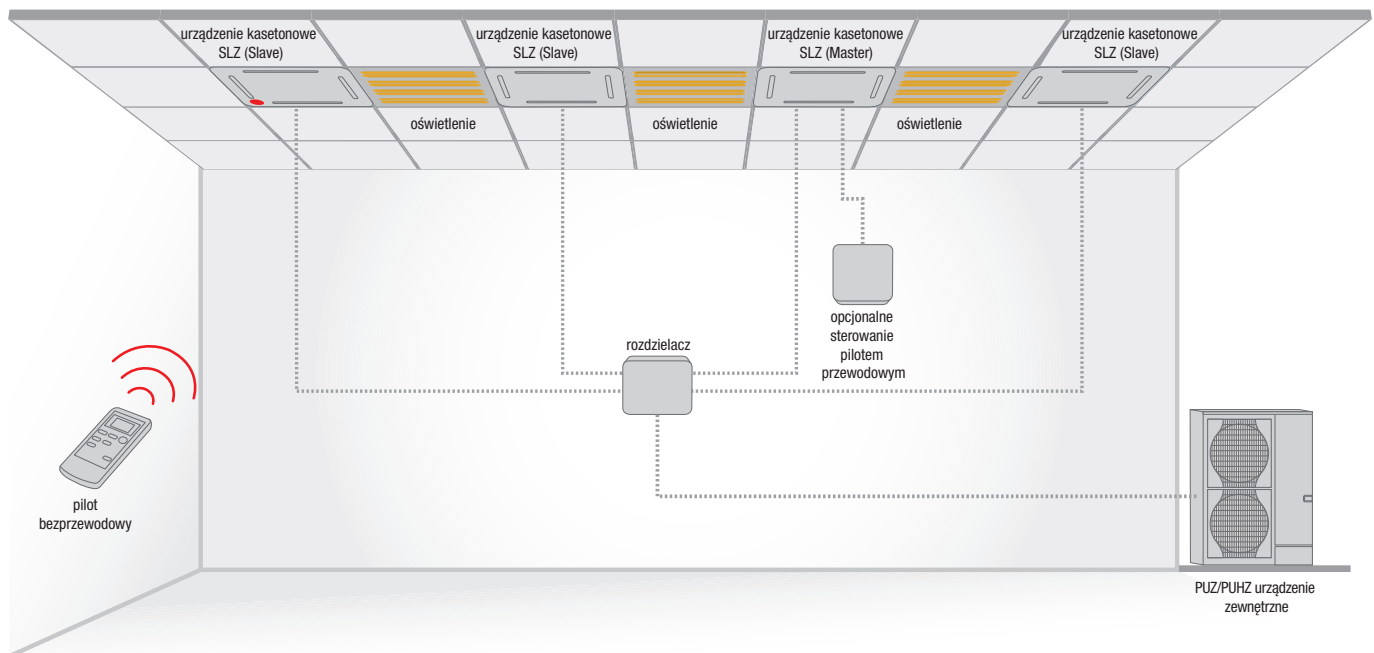 urządzenie kasetonowe
SLZ (Slave)
urządzenie kasetonowe
SLZ (Slave)
urządzenie kasetonowe
SLZ (Master)
urządzenie kasetonowe
SLZ (Slave)
oświetlenie
oświetlenie
oświetlenie
opcjonalne
sterowanie
pilotem
przewodowym
rozdzielacz
pilot
bezprzewodowy
PUZ/PUHZ urządzenie
zewnętrzne